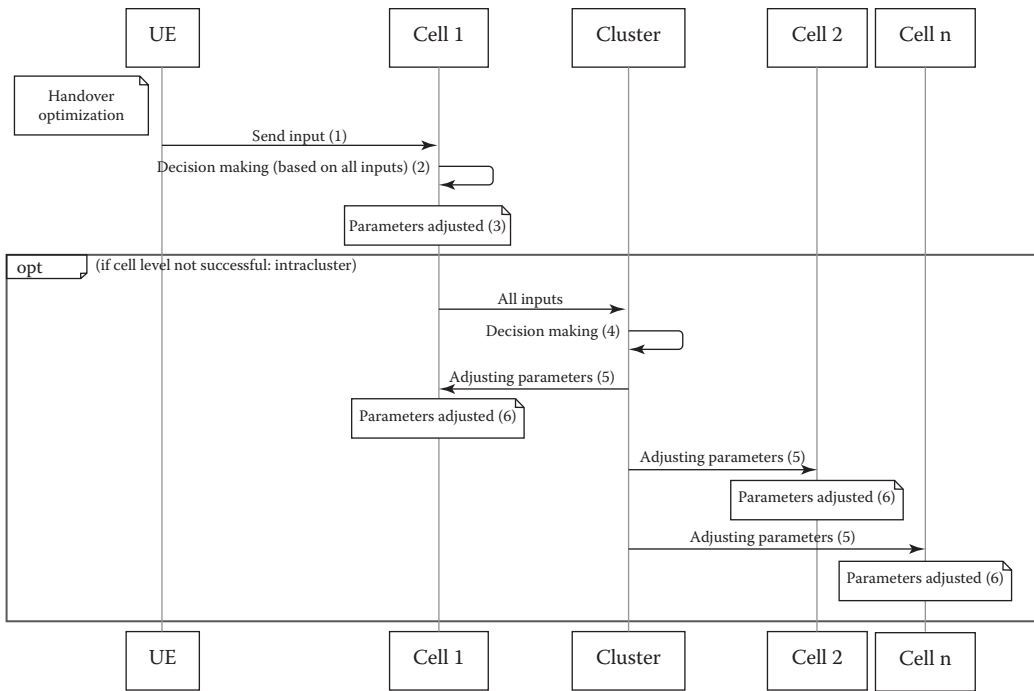 UE
Cell 1
Cluster
Cell 2
Cell n
Handover
optimization
Send input (1)
Decision making (based on all inputs) (2)
Parameters adjusted (3)
opt
(if cell level not successful: intracluster)
All inputs
Decision making (4)
Adjusting parameters (5)
Parameters adjusted (6)
Adjusting parameters (5)
Parameters adjusted (6)
Adjusting parameters (5)
Parameters adjusted (6)
UE
Cell 1
Cluster
Cell 2
Cell n